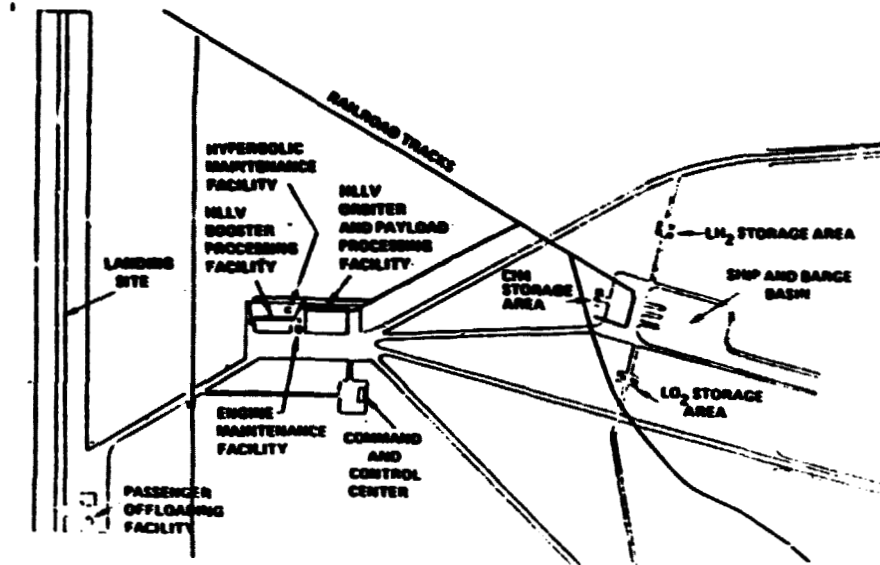 RAILROAD TRACKS
HYPERBOLIC
MAINTENANCE
FACILITY
HLLV
BOOSTER
PROCESSING
FACILITY
HLLV
ORBITER
AND PAYLOAD
PROCESSING
FACILITY
LANDING
SITE
CH4
STORAGE
AREA
LH₂ STORAGE AREA
SHIP AND BARGE
BASIN
LO₂ STORAGE
AREA
ENGINE
MAINTENANCE
FACILITY
COMMAND
AND
CONTROL
CENTER
PASSENGER
OFFLOADING
FACILITY